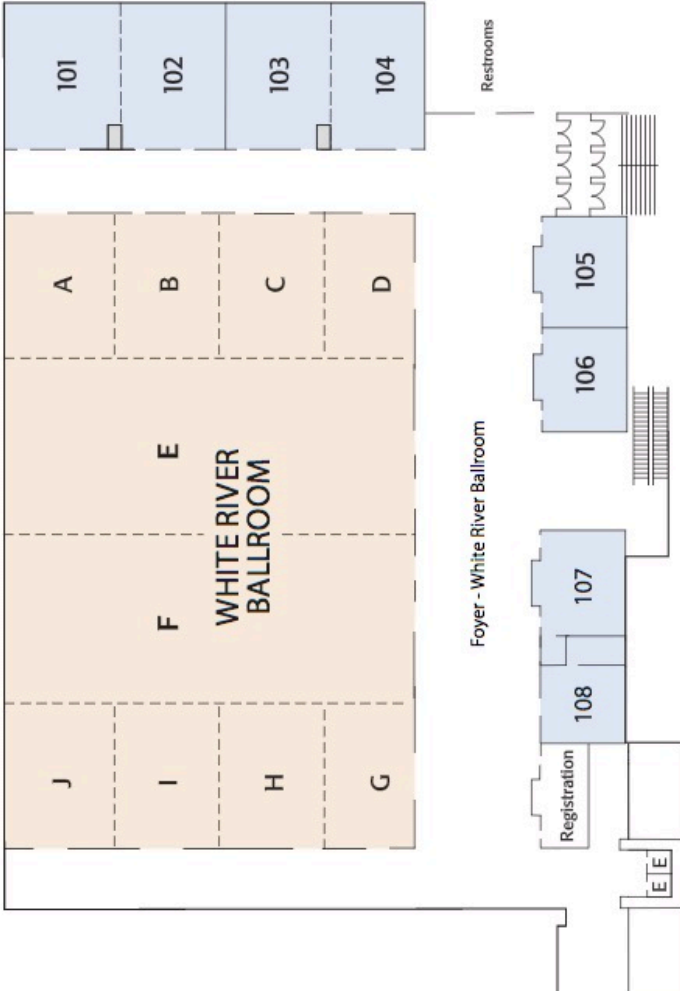 101
102
103
104
Restrooms
A
B
C
D
105
106
E
WHITE RIVER
BALLROOM
Foyer - White River Ballroom
F
107
108
J
I
H
G
Registration
E
E